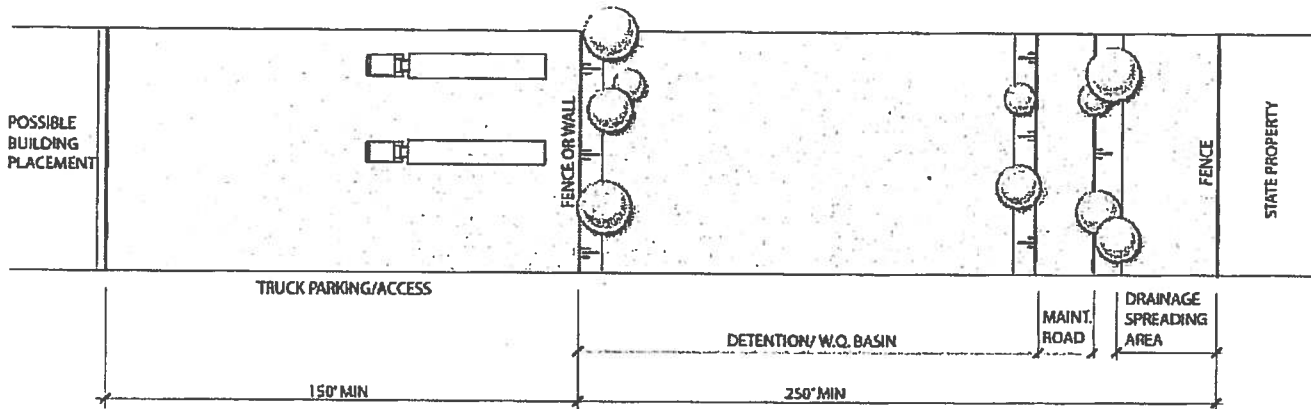 POSSIBLE
BUILDING
PLACEMENT
FENCE OR WALL
FENCE
STATE PROPERTY
TRUCK PARKING/ACCESS
DETENTION/ W.Q. BASIN
MAINT.
ROAD
DRAINAGE
SPREADING
AREA
150' MIN
250' MIN